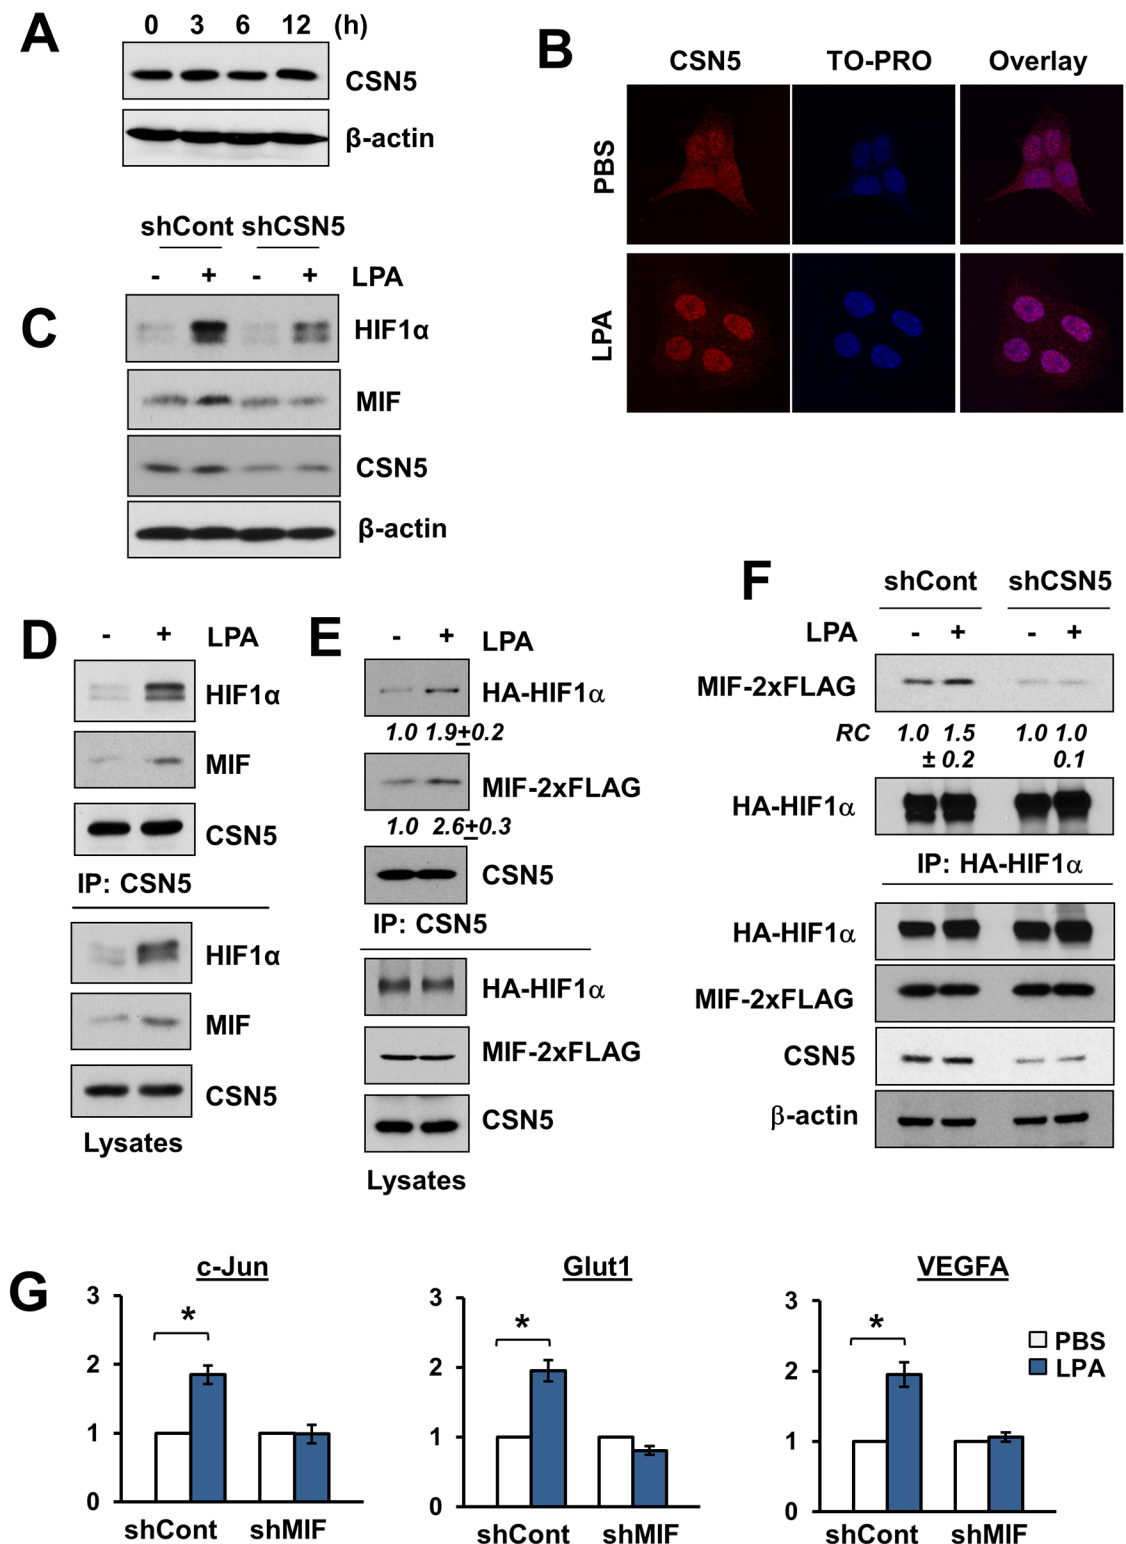 A
0 3 6 12 (h)
CSN5
β-actin
B
CSN5 TO-PRO Overlay
PBS
LPA
C
shCont shCSN5
- + - + LPA
HIF1α
MIF
CSN5
β-actin
D
- + LPA
HIF1α
MIF
CSN5
IP: CSN5
HIF1α
MIF
CSN5
Lysates
E
- + LPA
HA-HIF1α
1.0 1.9±0.2
MIF-2xFLAG
1.0 2.6±0.3
CSN5
IP: CSN5
HA-HIF1α
MIF-2xFLAG
CSN5
Lysates
F
shCont shCSN5
LPA - + - +
MIF-2xFLAG
RC 1.0 1.5 1.0 1.0
± 0.2 0.1
HA-HIF1α
IP: HA-HIF1α
HA-HIF1α
MIF-2xFLAG
CSN5
β-actin
G
c-Jun
3
2
1
0
*
shCont shMIF
Glut1
3
2
1
0
*
shCont shMIF
VEGFA
3
2
1
0
*
shCont shMIF
PBS
LPA